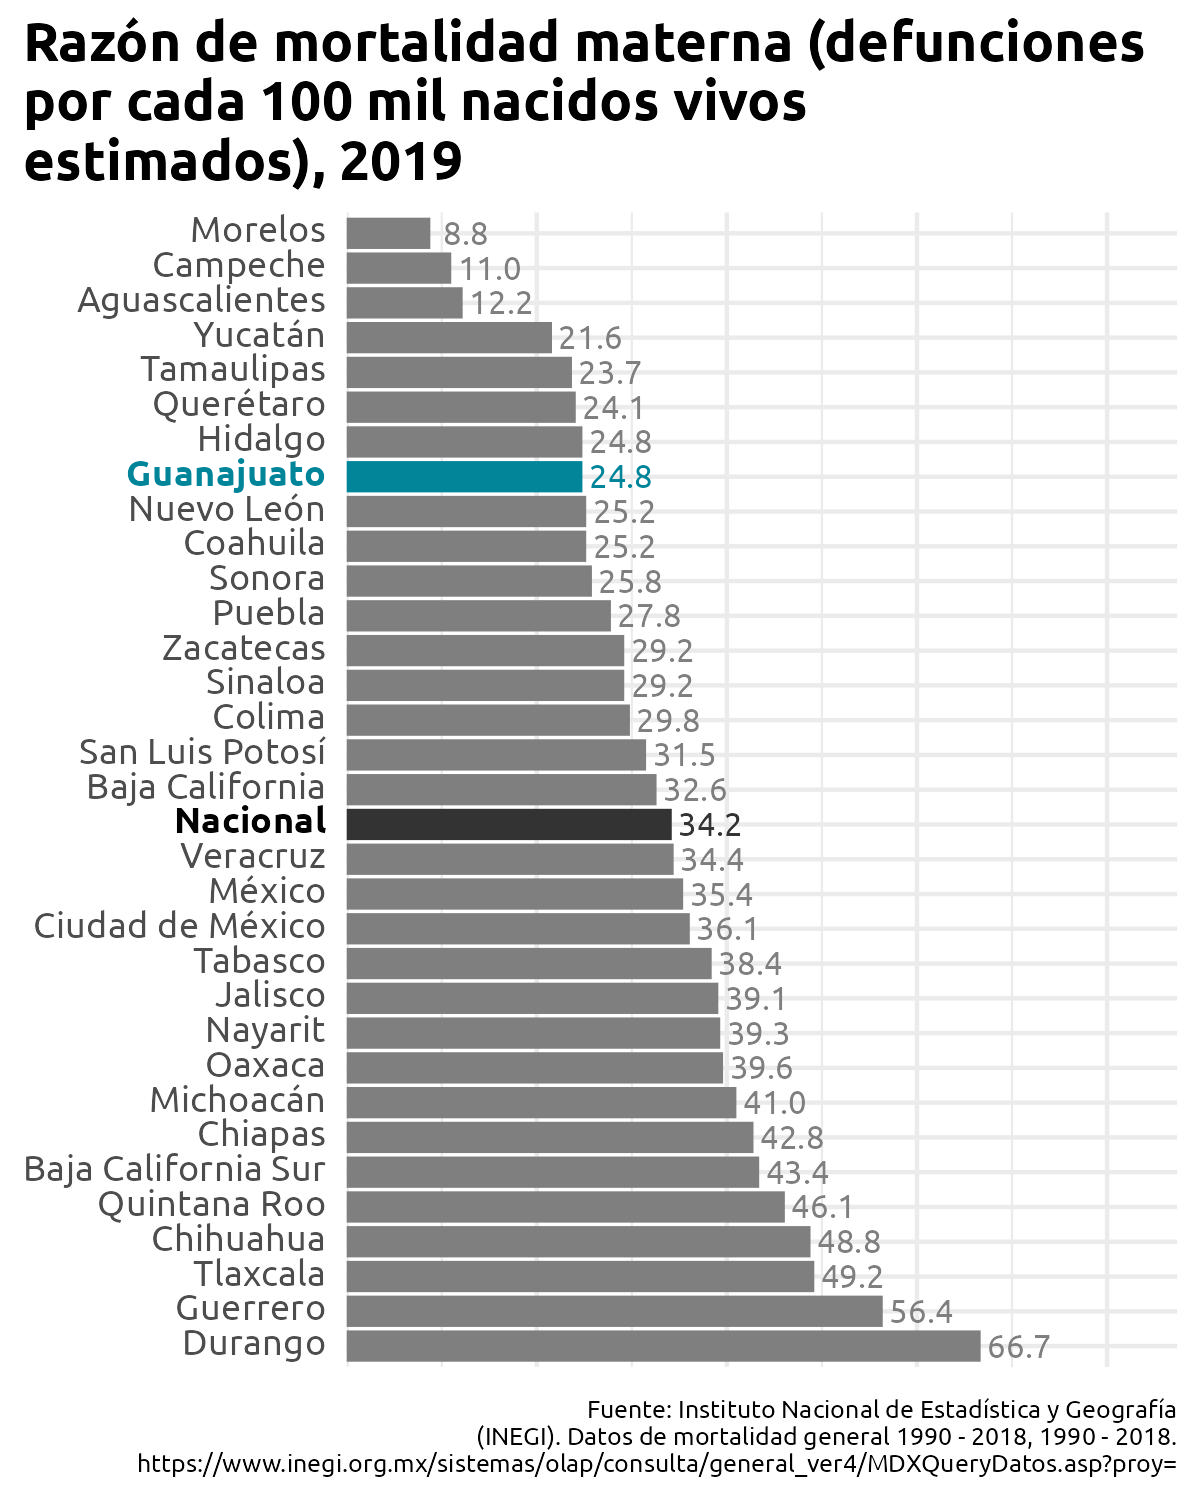 Razón de mortalidad materna (defunciones
por cada 100 mil nacidos vivos
estimados), 2019
Morelos 8.8
Campeche 11.0
Aguascalientes 12.2
Yucatán 21.6
Tamaulipas 23.7
Querétaro 24.1
Hidalgo 24.8
Guanajuato 24.8
Nuevo León 25.2
Coahuila 25.2
Sonora 25.8
Puebla 27.8
Zacatecas 29.2
Sinaloa 29.2
Colima 29.8
San Luis Potosí 31.5
Baja California 32.6
Nacional 34.2
Veracruz 34.4
México 35.4
Ciudad de México 36.1
Tabasco 38.4
Jalisco 39.1
Nayarit 39.3
Oaxaca 39.6
Michoacán 41.0
Chiapas 42.8
Baja California Sur 43.4
Quintana Roo 46.1
Chihuahua 48.8
Tlaxcala 49.2
Guerrero 56.4
Durango 66.7
Fuente: Instituto Nacional de Estadística y Geografía
(INEGI). Datos de mortalidad general 1990 - 2018, 1990 - 2018.
https://www.inegi.org.mx/sistemas/olap/consulta/general_ver4/MDXQueryDatos.asp?proy=